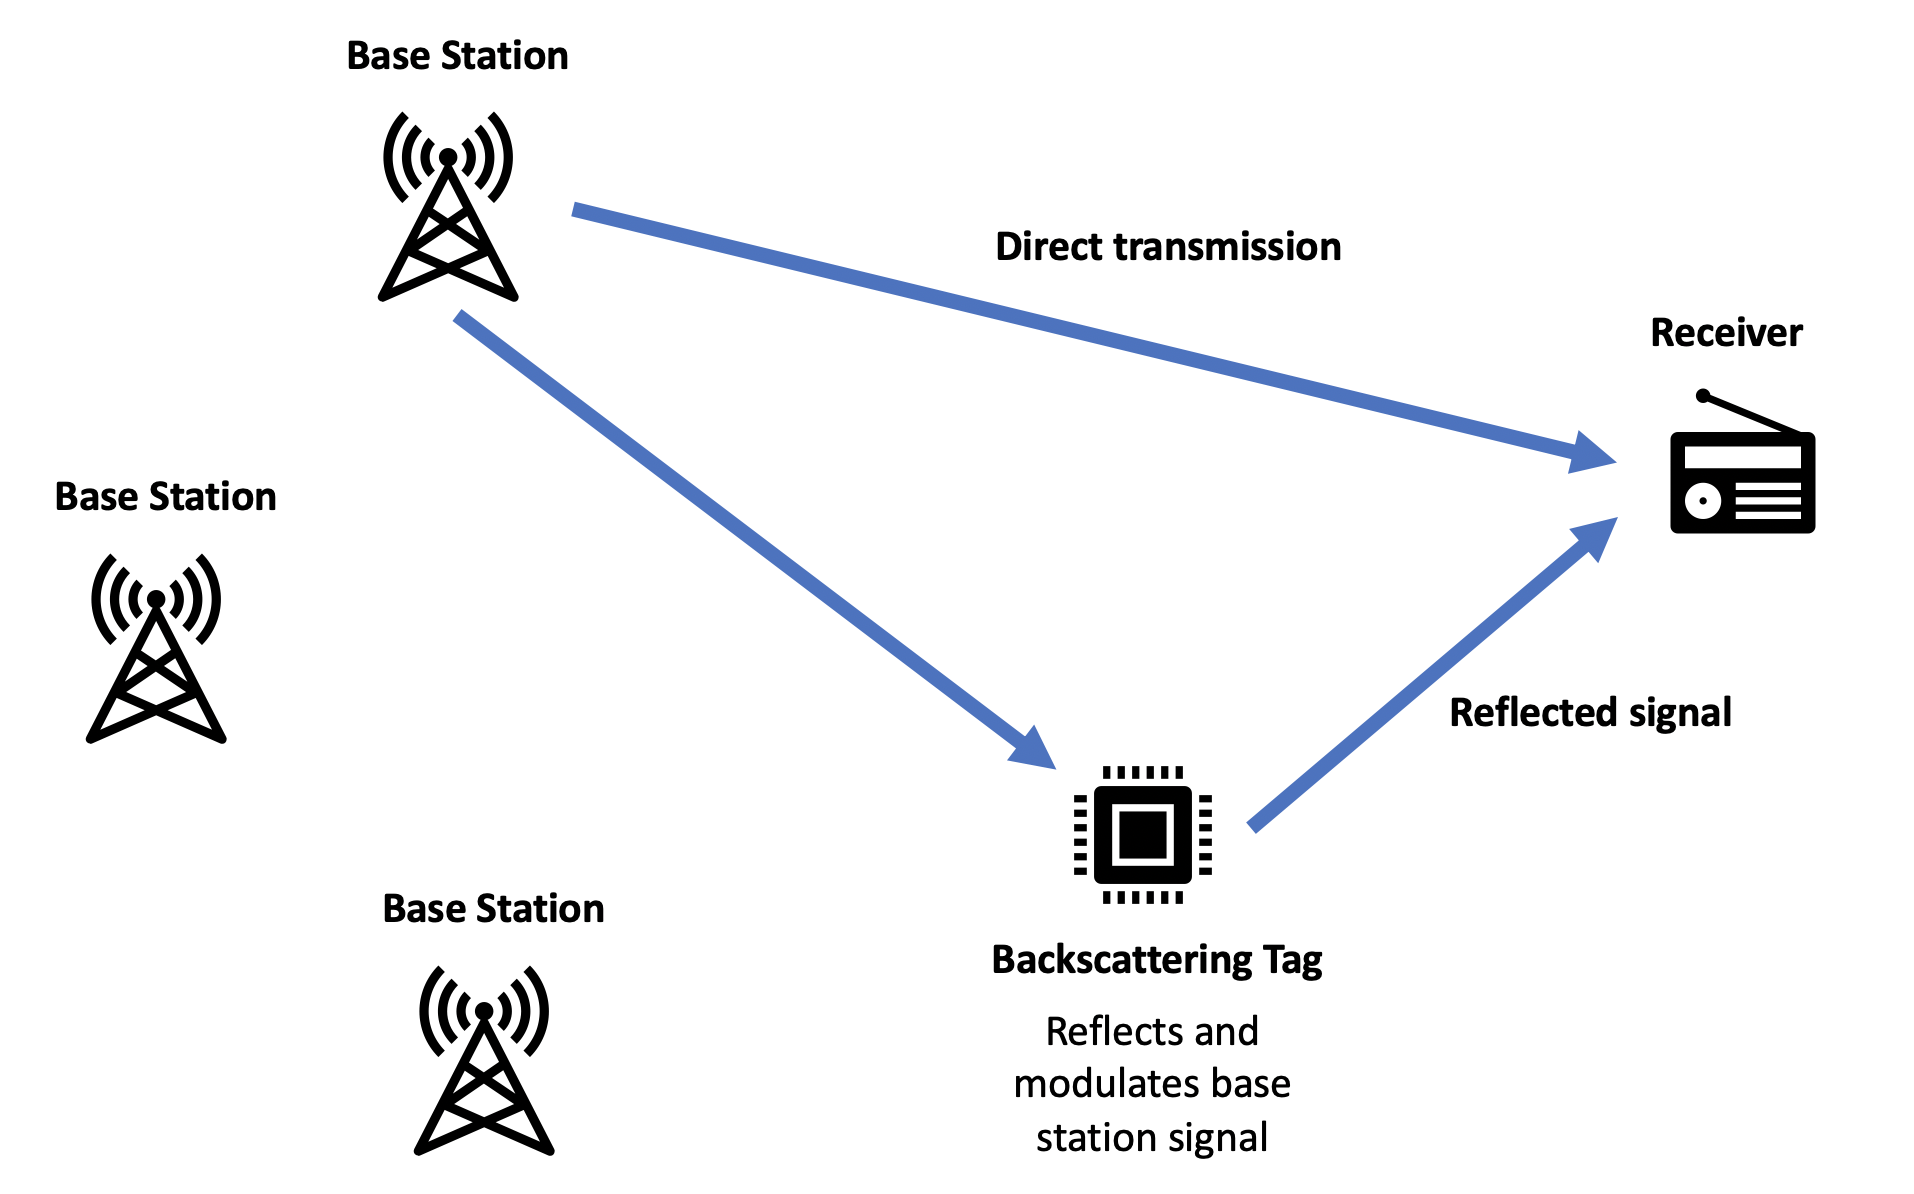 Base Station
Direct transmission
Receiver
Base Station
Reflected signal
Base Station
Backscattering Tag
Reflects and
modulates base
station signal